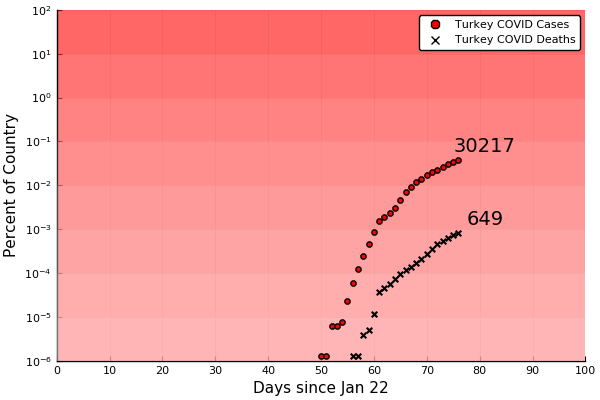 Turkey COVID Cases
Turkey COVID Deaths
30217
649
10²
10¹
10⁰
10⁻¹
10⁻²
10⁻³
10⁻⁴
10⁻⁵
10⁻⁶
Percent of Country
0 10 20 30 40 50 60 70 80 90 100
Days since Jan 22